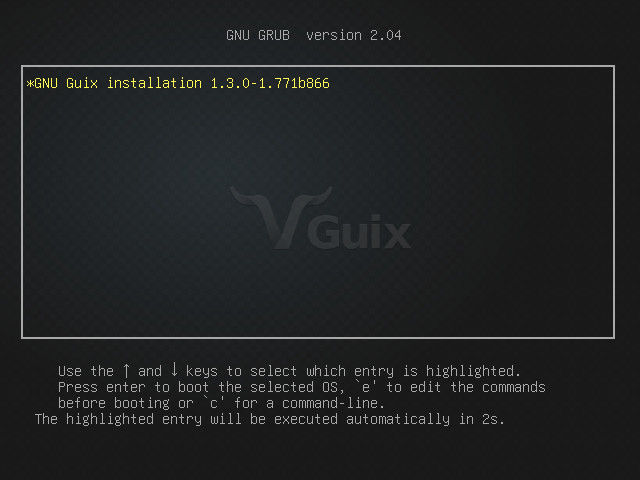 GNU GRUB  version 2.04
*GNU Guix installation 1.3.0-1.771b866
Guix
Use the ↑ and ↓ keys to select which entry is highlighted.
Press enter to boot the selected OS, `e' to edit the commands
before booting or `c' for a command-line.
The highlighted entry will be executed automatically in 2s.